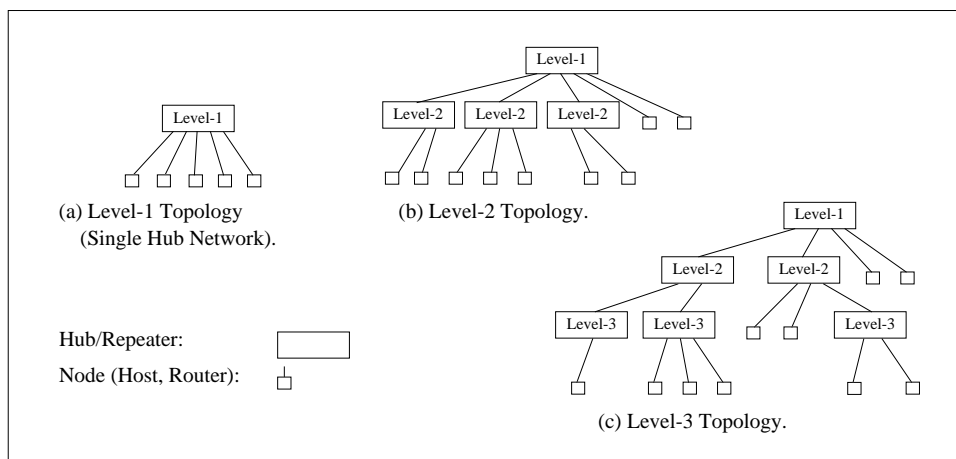 Level-1
Level-2
Level-2
Level-2
(b) Level-2 Topology.
Level-1
(a) Level-1 Topology
(Single Hub Network).
Level-1
Level-2
Level-2
Level-3
Level-3
Level-3
(c) Level-3 Topology.
Hub/Repeater:
Node (Host, Router):